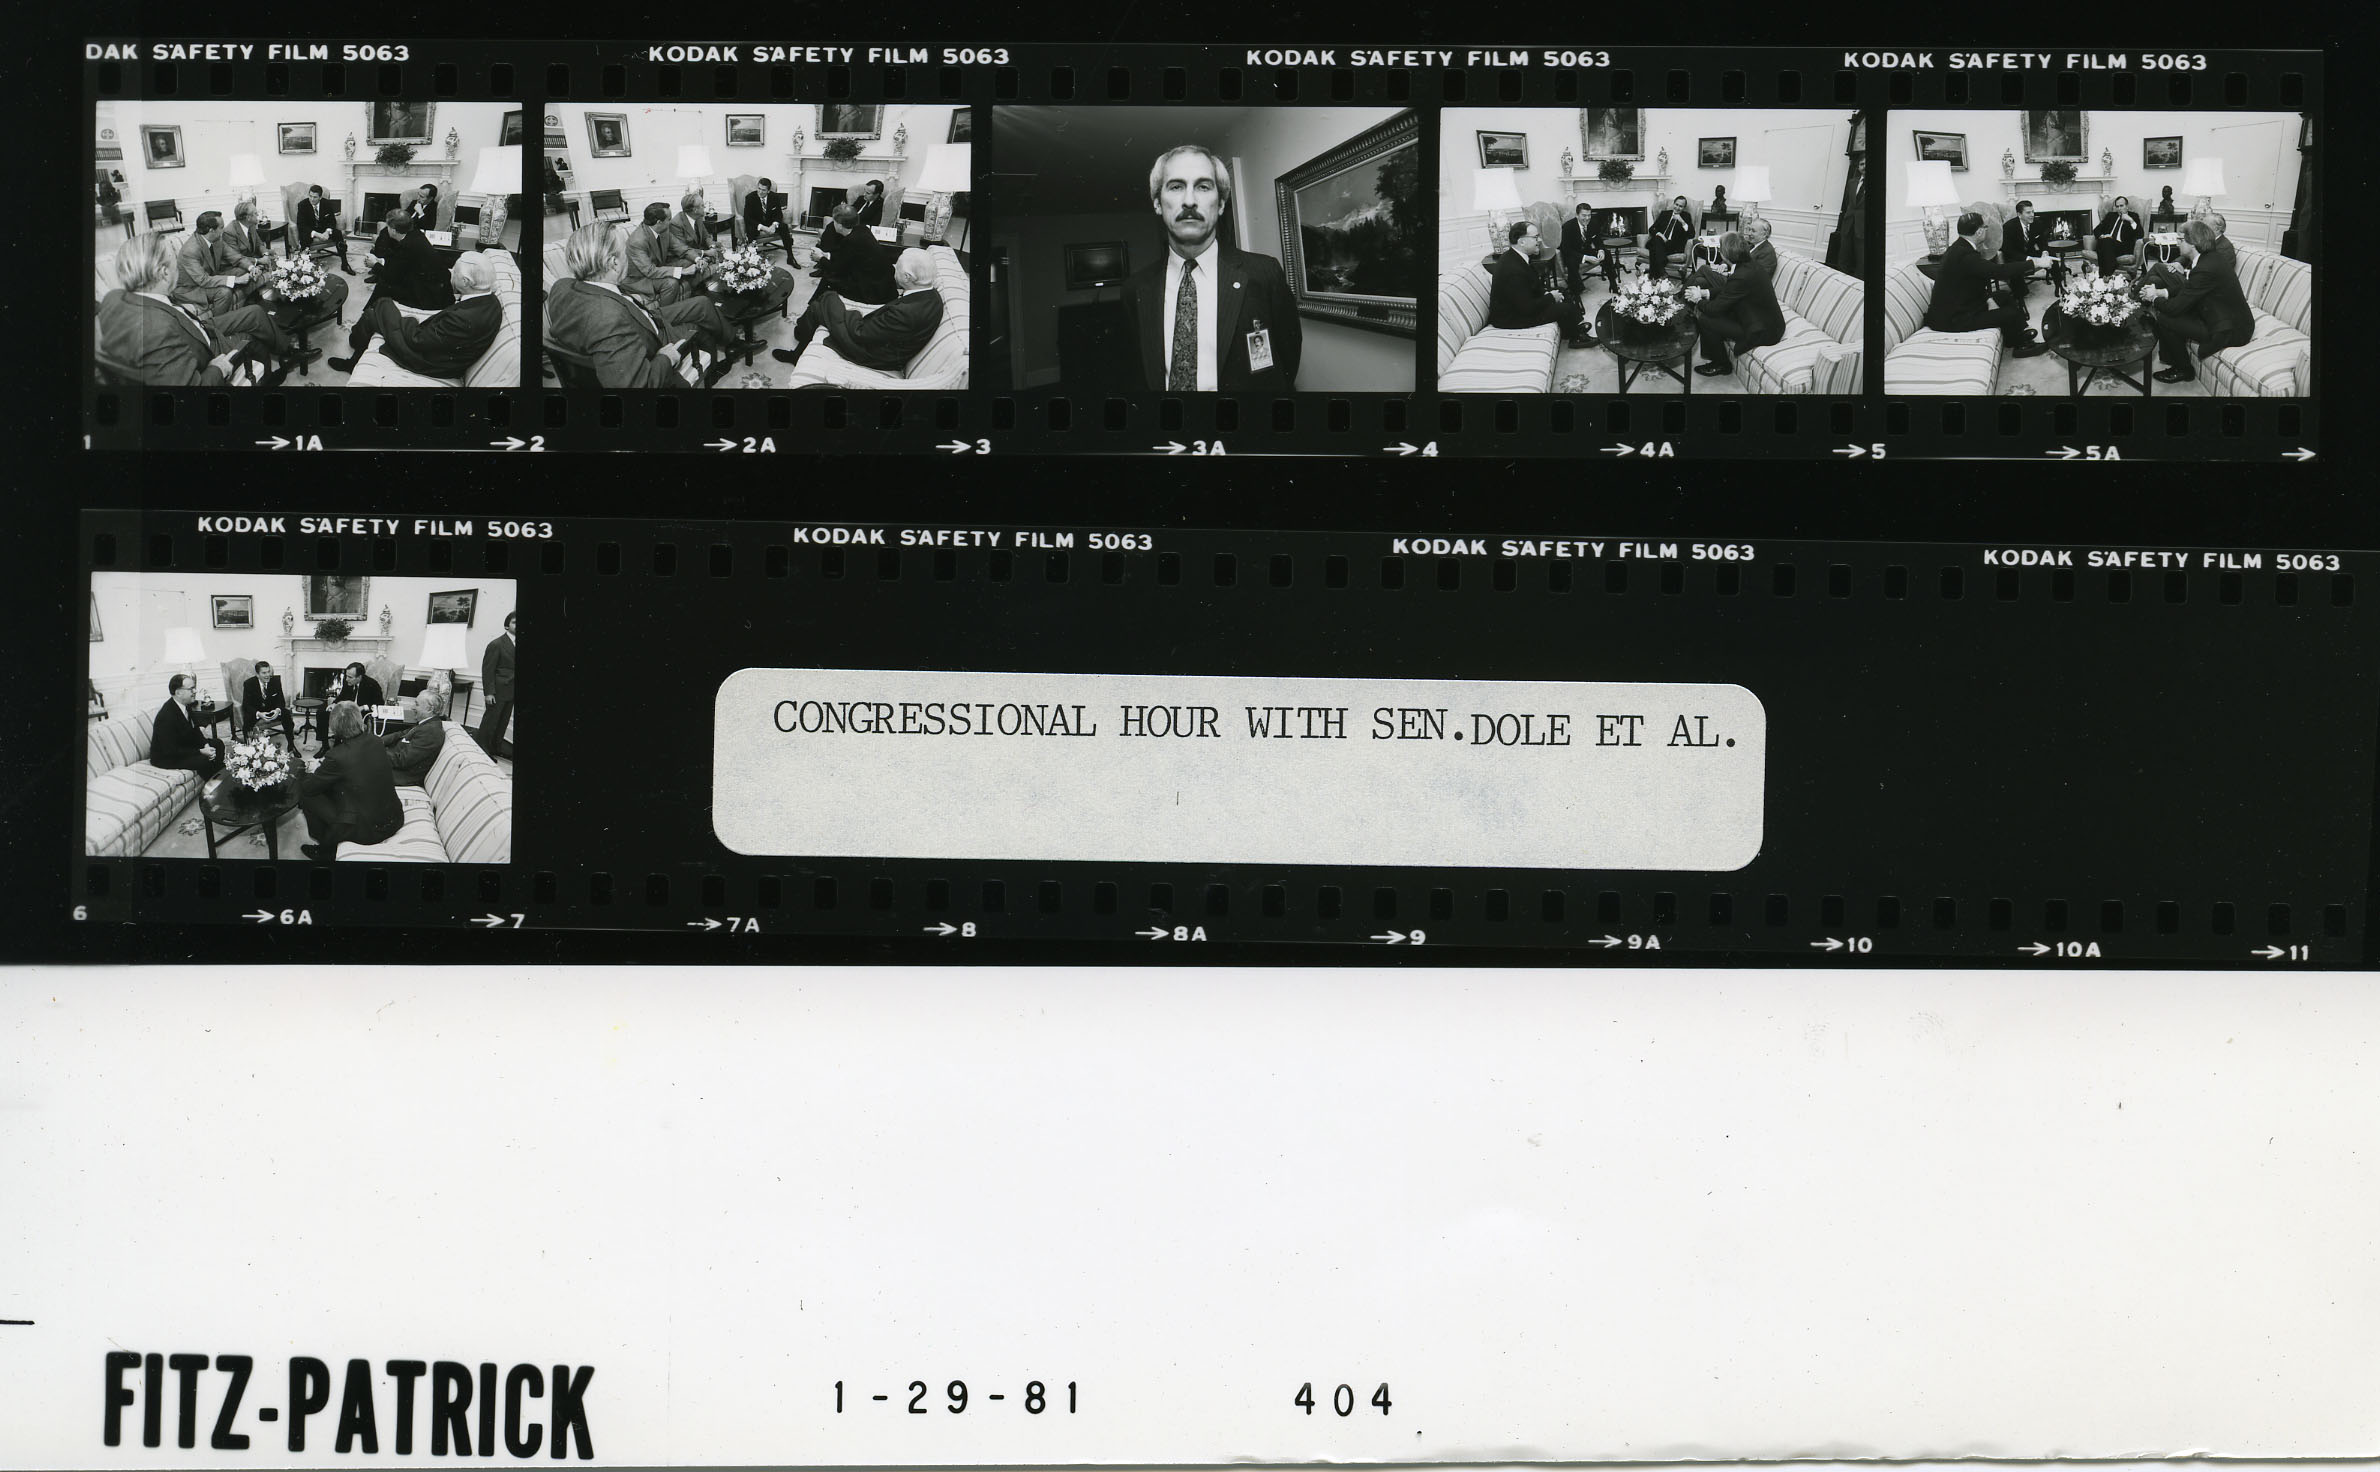 DAK SAFETY FILM 5063 KODAK SAFETY FILM 5063 KODAK SAFETY FILM 5063 KODAK SAFETY FILM 5063
1 →1A →2 →2A →3 →3A →4 →4A →5 →5A →
KODAK SAFETY FILM 5063 KODAK SAFETY FILM 5063 KODAK SAFETY FILM 5063 KODAK SAFETY FILM 5063
CONGRESSIONAL HOUR WITH SEN.DOLE ET AL.
6 →6A →7 →7A →8 →8A →9 →9A →10 →10A →11
FITZ-PATRICK 1-29-81 404